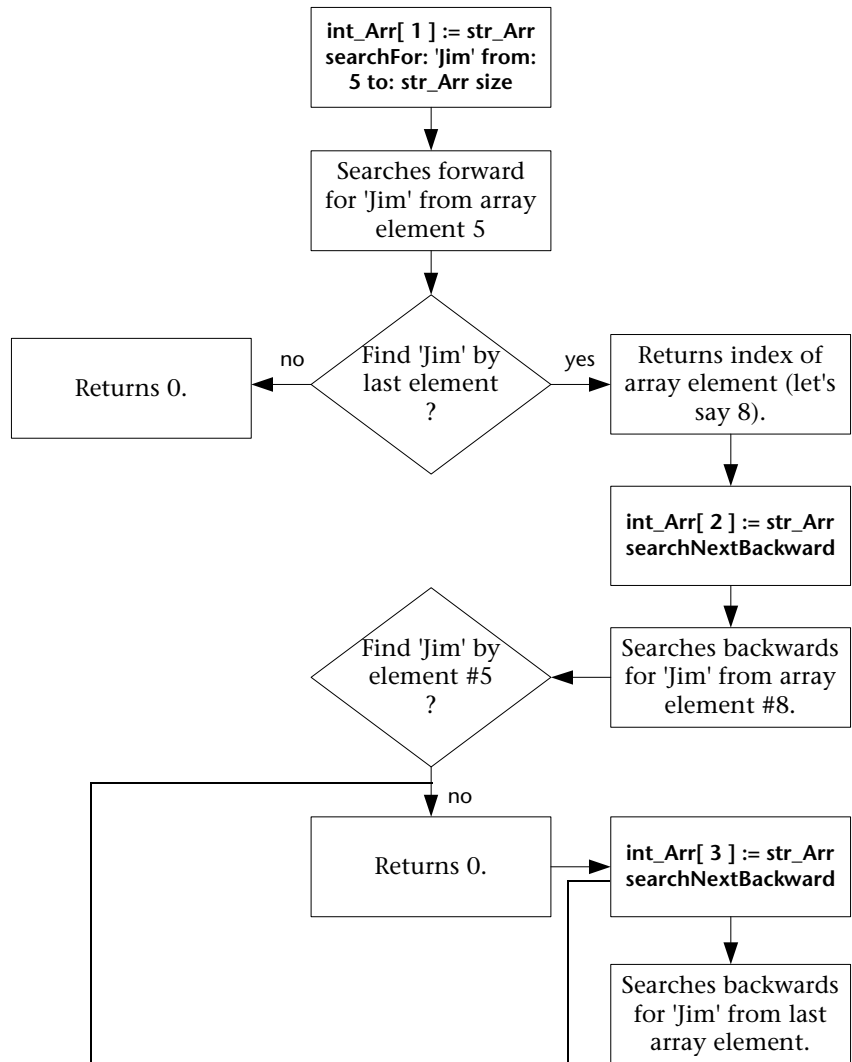 int_Arr[ 1 ] := str_Arr
searchFor: 'Jim' from:
5 to: str_Arr size
Searches forward
for 'Jim' from array
element 5
Find 'Jim' by
last element
?
no
yes
Returns 0.
Returns index of
array element (let's
say 8).
int_Arr[ 2 ] := str_Arr
searchNextBackward
Searches backwards
for 'Jim' from array
element #8.
Find 'Jim' by
element #5
?
no
Returns 0.
int_Arr[ 3 ] := str_Arr
searchNextBackward
Searches backwards
for 'Jim' from last
array element.